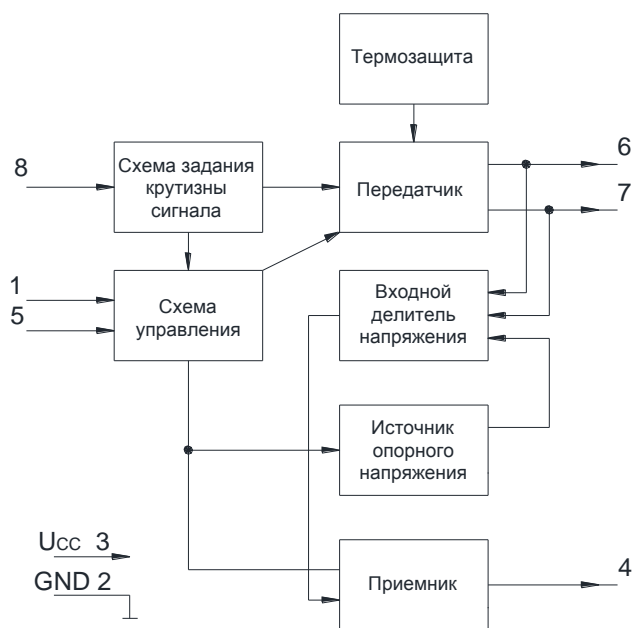 Термозащита
8
Схема задания
крутизны
сигнала
Передатчик
6
7
1
5
Схема
управления
Входной
делитель
напряжения
Источник
опорного
напряжения
Ucc 3
GND 2
Приемник
4